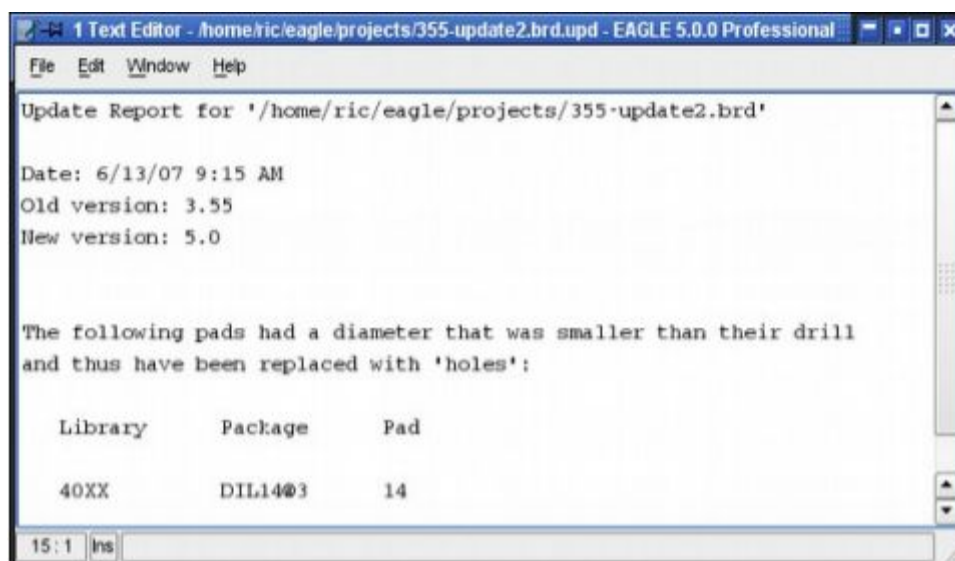 1 Text Editor - /home/ric/eagle/projects/355-update2.brd.upd - EAGLE 5.0.0 Professional
File Edit Window Help
Update Report for '/home/ric/eagle/projects/355-update2.brd'
Date: 6/13/07 9:15 AM
Old version: 3.55
New version: 5.0
The following pads had a diameter that was smaller than their drill
and thus have been replaced with 'holes':
Library Package Pad
40XX DIL14@3 14
15:1 Ins